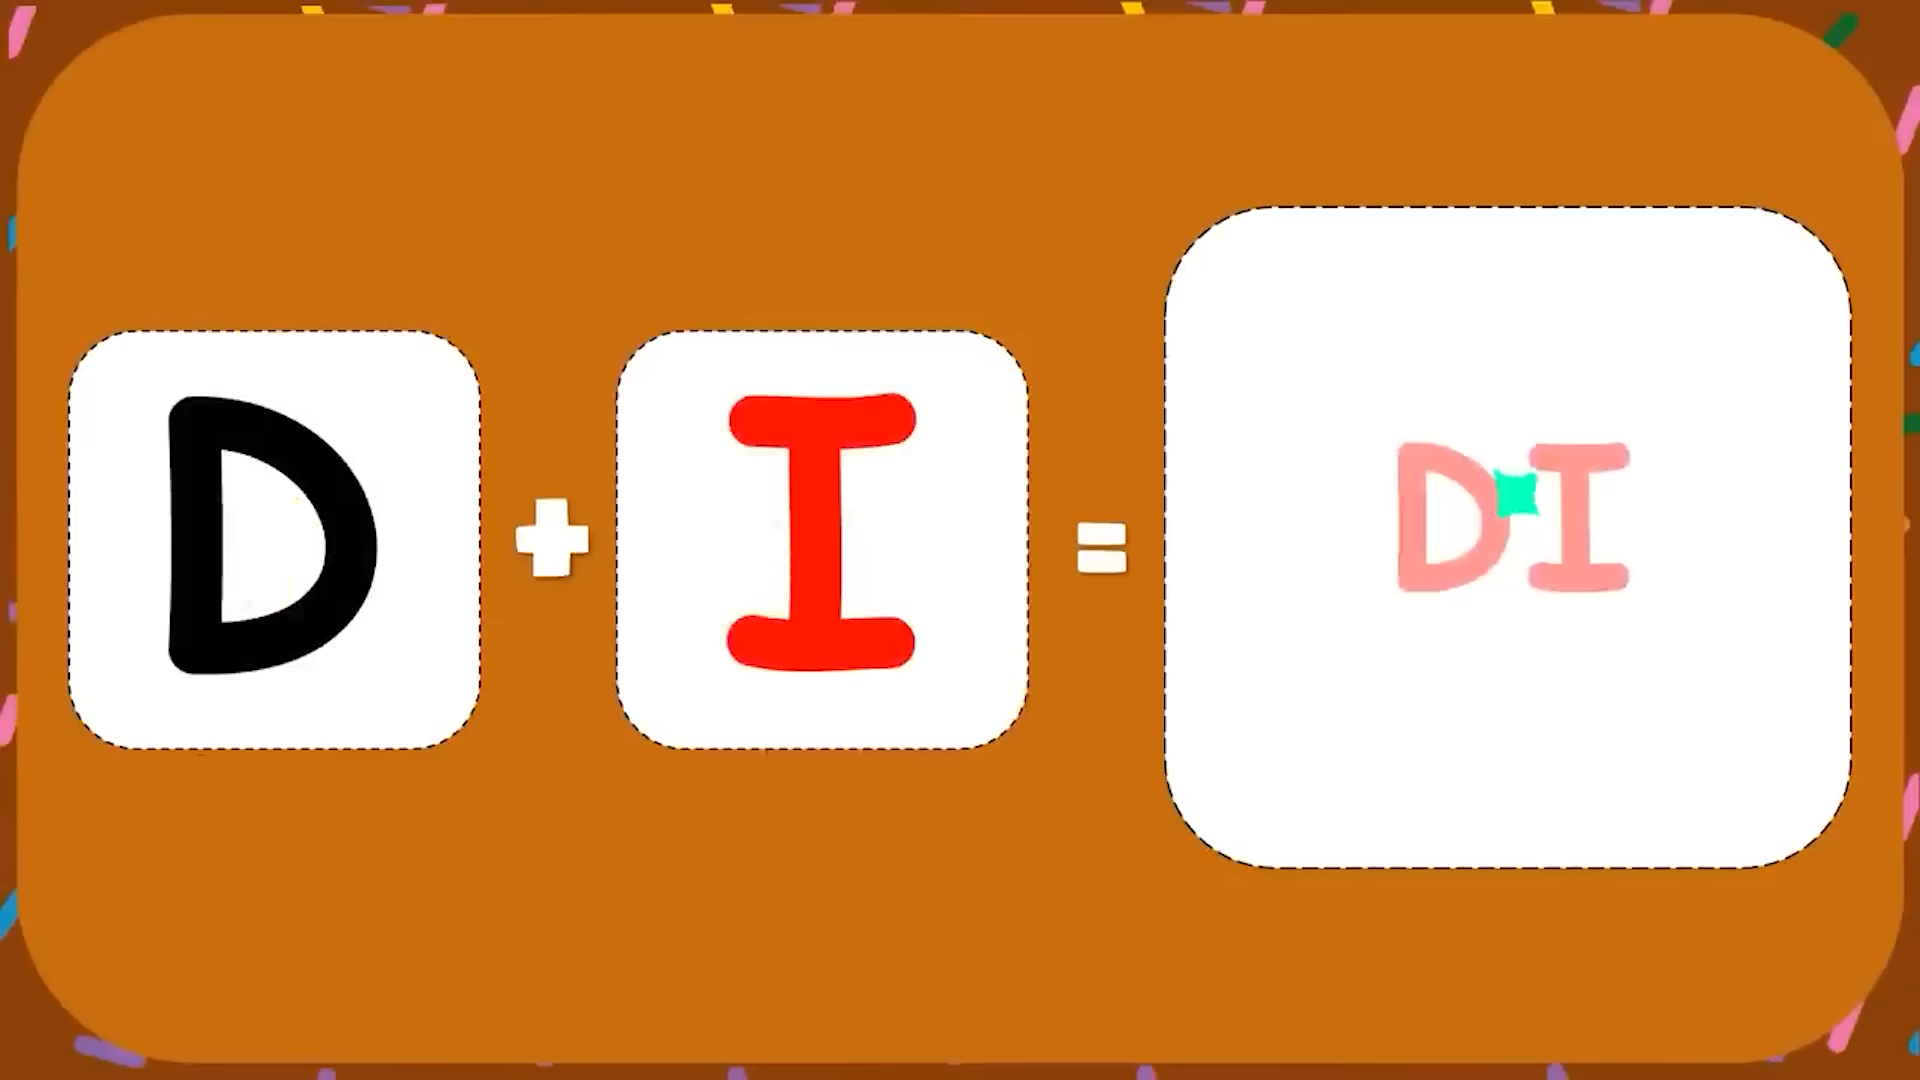 D + I = DI